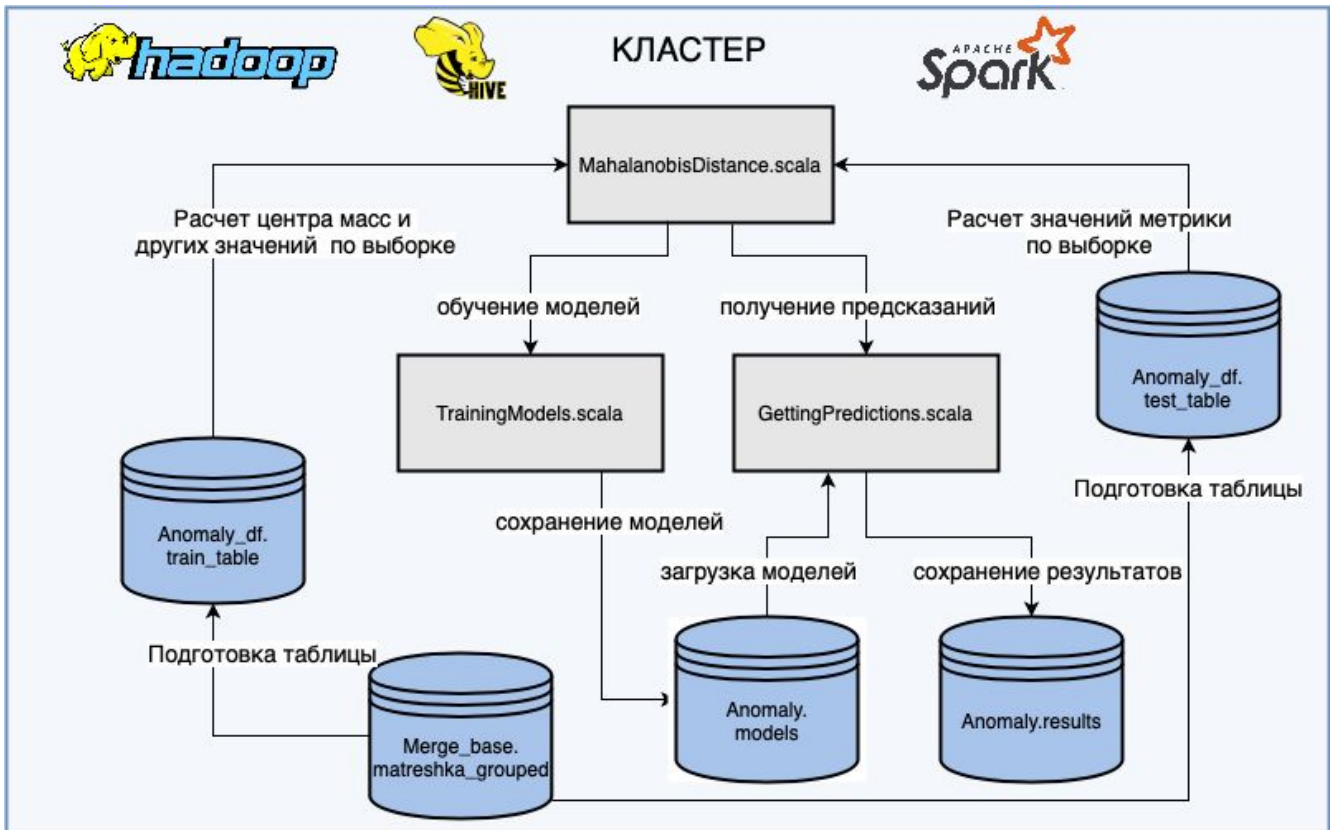 hadoop
HIVE
КЛАСТЕР
APACHE
Spark
MahalanobisDistance.scala
Расчет центра масс и
других значений по выборке
Расчет значений метрики
по выборке
обучение моделей
получение предсказаний
TrainingModels.scala
GettingPredictions.scala
Anomaly_df.
test_table
Anomaly_df.
train_table
сохранение моделей
Подготовка таблицы
загрузка моделей
сохранение результатов
Подготовка таблицы
Merge_base.
matreshka_grouped
Anomaly.
models
Anomaly.results